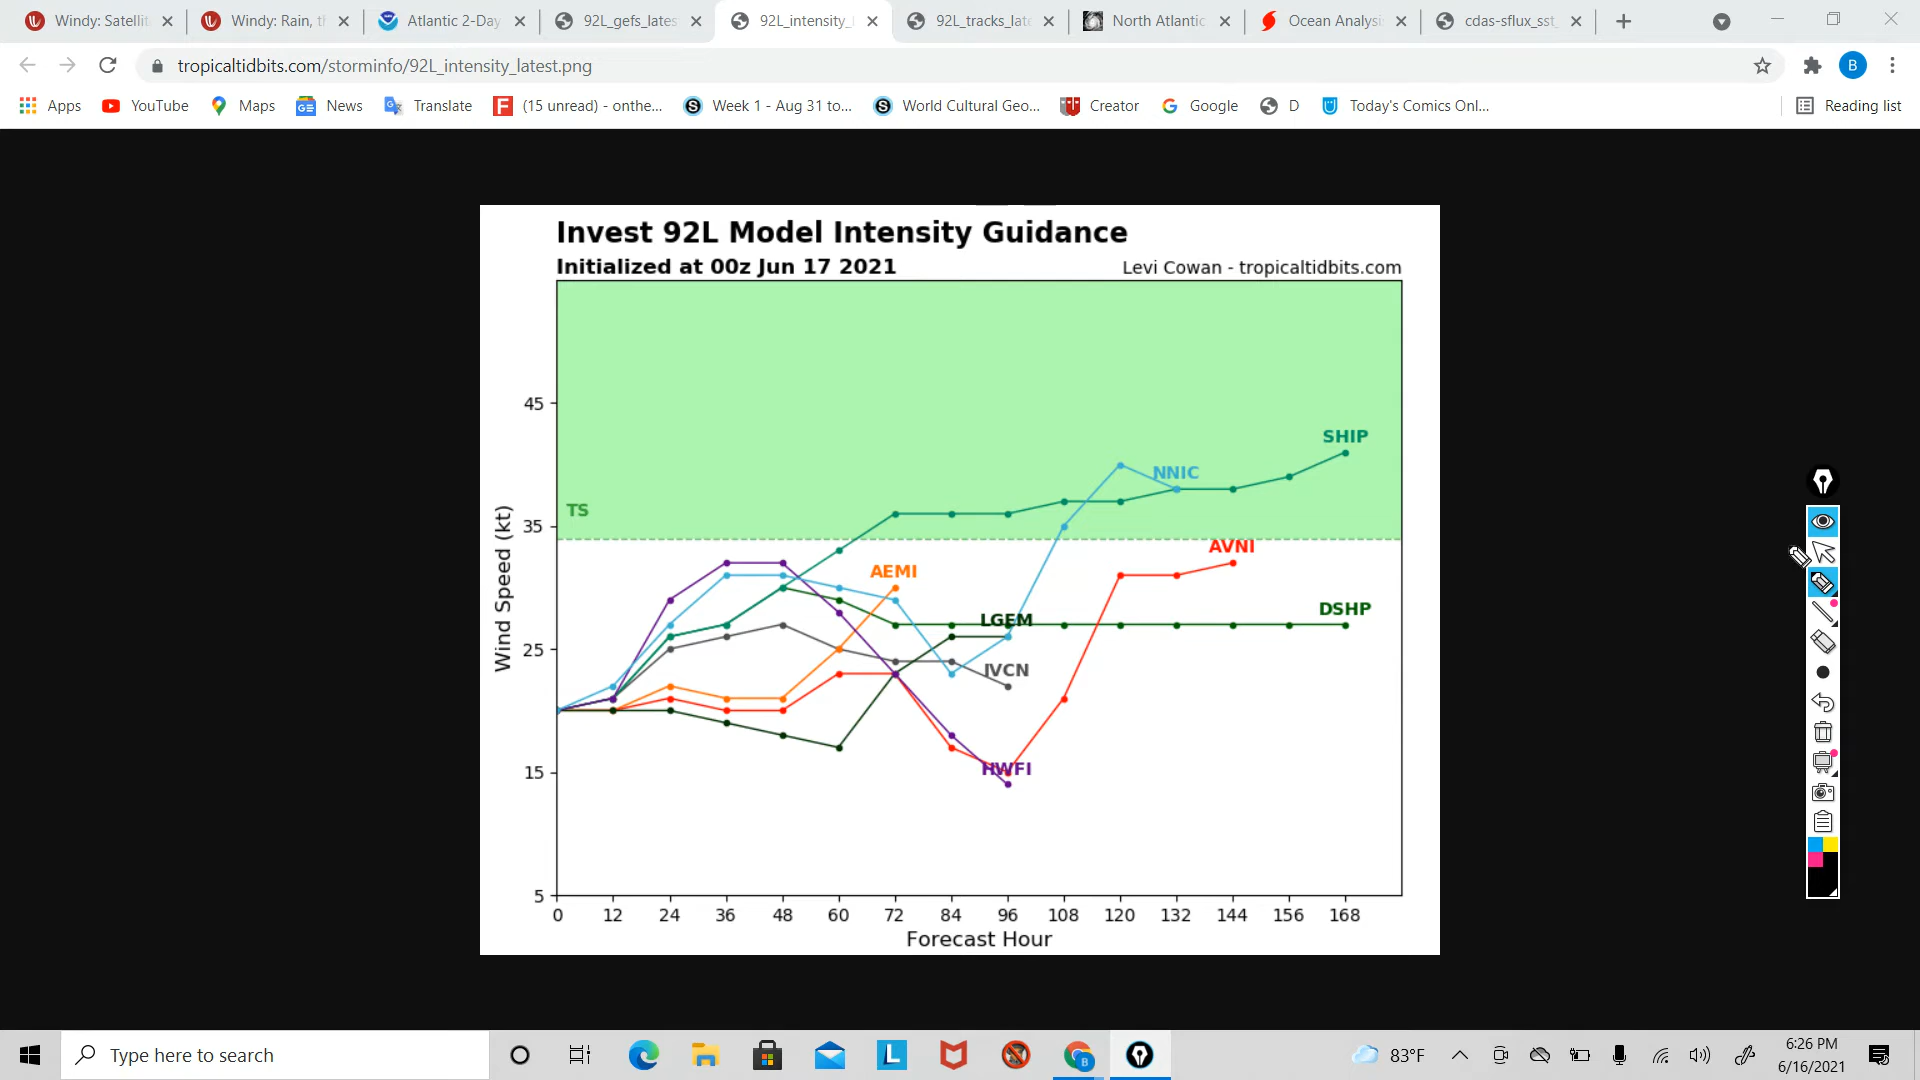 Windy: Satellit
Windy: Rain, th
Atlantic 2-Day
92L_gefs_lates
92L_intensity_l
92L_tracks_late
North Atlantic
Ocean Analysis
cdas-sflux_sst_
tropicaltidbits.com/storminfo/92L_intensity_latest.png
B
Apps
YouTube
Maps
News
Translate
(15 unread) - onthe...
Week 1 - Aug 31 to...
World Cultural Geo...
Creator
Google
D
Today's Comics Onl...
Reading list
Invest 92L Model Intensity Guidance
Initialized at 00z Jun 17 2021
Levi Cowan - tropicaltidbits.com
45
35
25
15
5
Wind Speed (kt)
TS
SHIP
NNIC
AVNI
AEMI
DSHP
LGEM
IVCN
HWFI
0 12 24 36 48 60 72 84 96 108 120 132 144 156 168
Forecast Hour
Type here to search
L
B
83°F
6:26 PM
6/16/2021